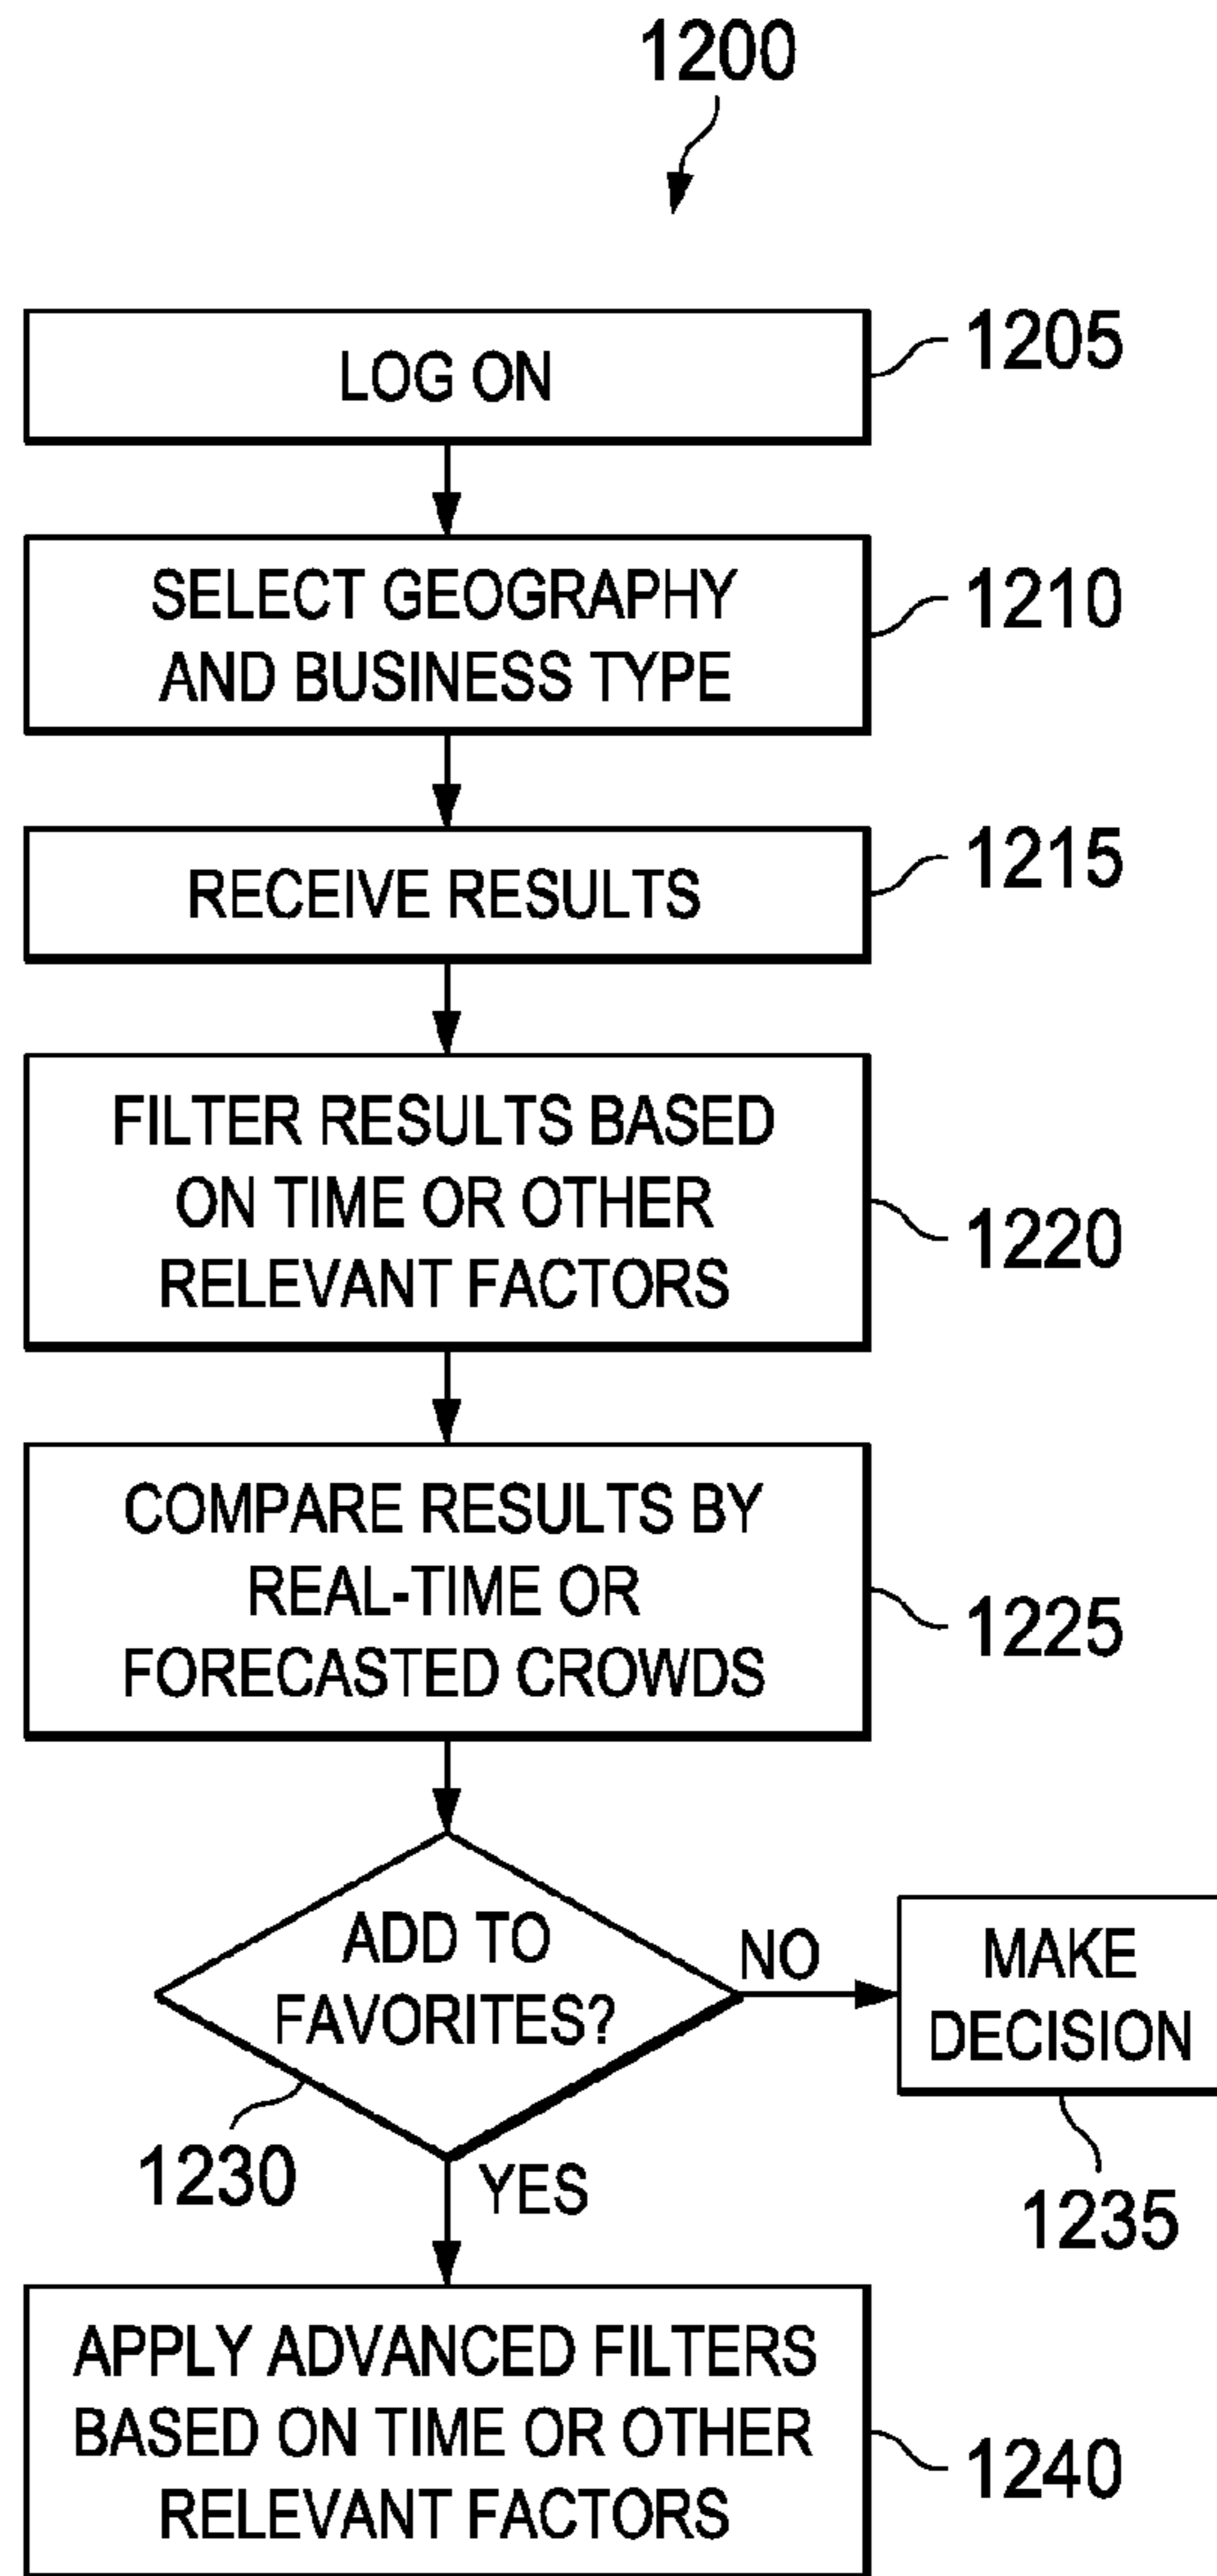 1200
LOG ON
1205
SELECT GEOGRAPHY
AND BUSINESS TYPE
1210
RECEIVE RESULTS
1215
FILTER RESULTS BASED
ON TIME OR OTHER
RELEVANT FACTORS
1220
COMPARE RESULTS BY
REAL-TIME OR
FORECASTED CROWDS
1225
ADD TO
FAVORITES?
1230
NO
MAKE
DECISION
1235
YES
APPLY ADVANCED FILTERS
BASED ON TIME OR OTHER
RELEVANT FACTORS
1240